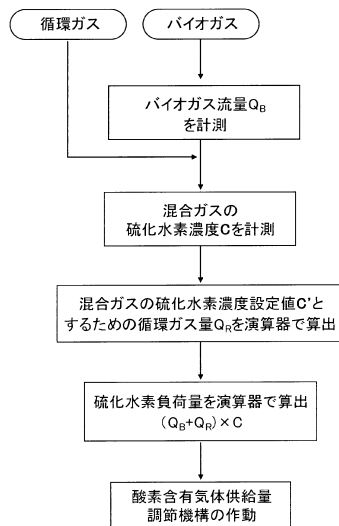 循環ガス
バイオガス
バイオガス流量QB
を計測
混合ガスの
硫化水素濃度Cを計測
混合ガスの硫化水素濃度設定値C'と
するための循環ガス量QRを演算器で算出
硫化水素負荷量を演算器で算出
(QB+QR)×C
酸素含有気体供給量
調節機構の作動